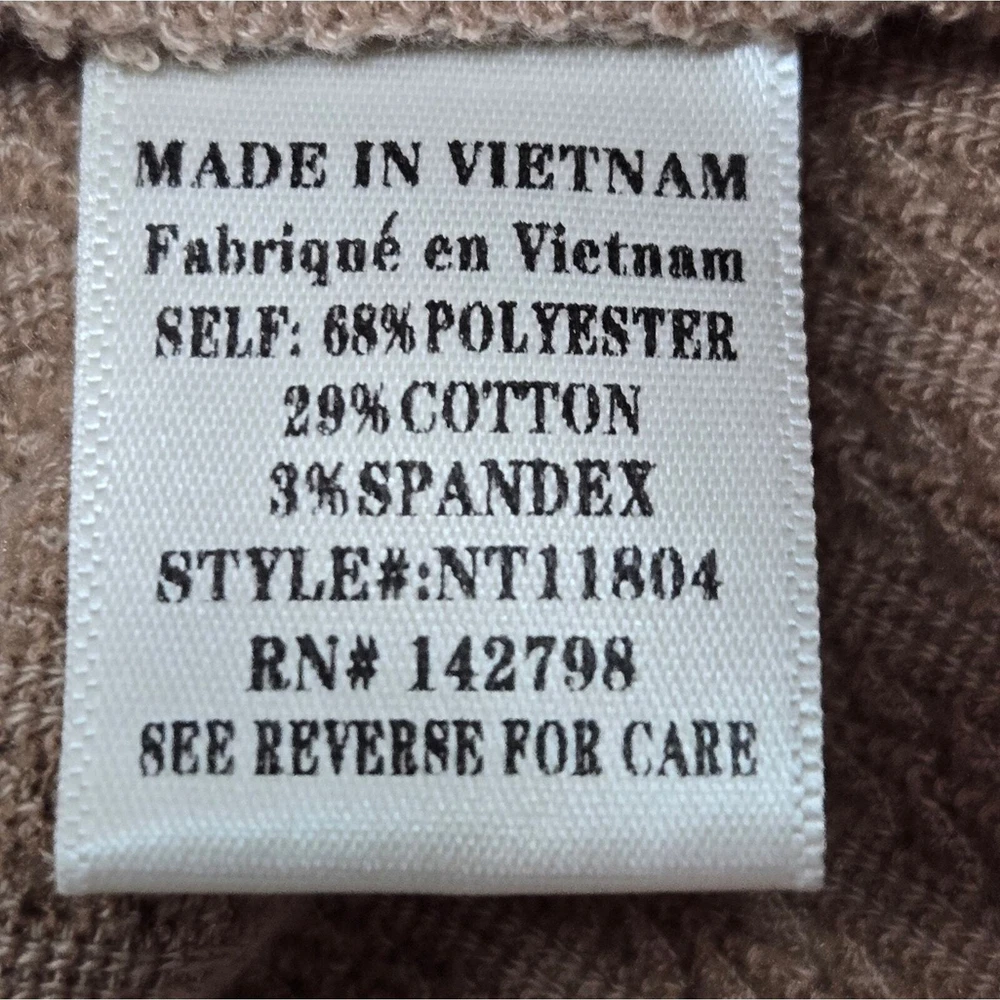 MADE IN VIETNAM
Fabriqué en Vietnam
SELF: 68% POLYESTER
29% COTTON
3% SPANDEX
STYLE#:NT11804
RN# 142798
SEE REVERSE FOR CARE